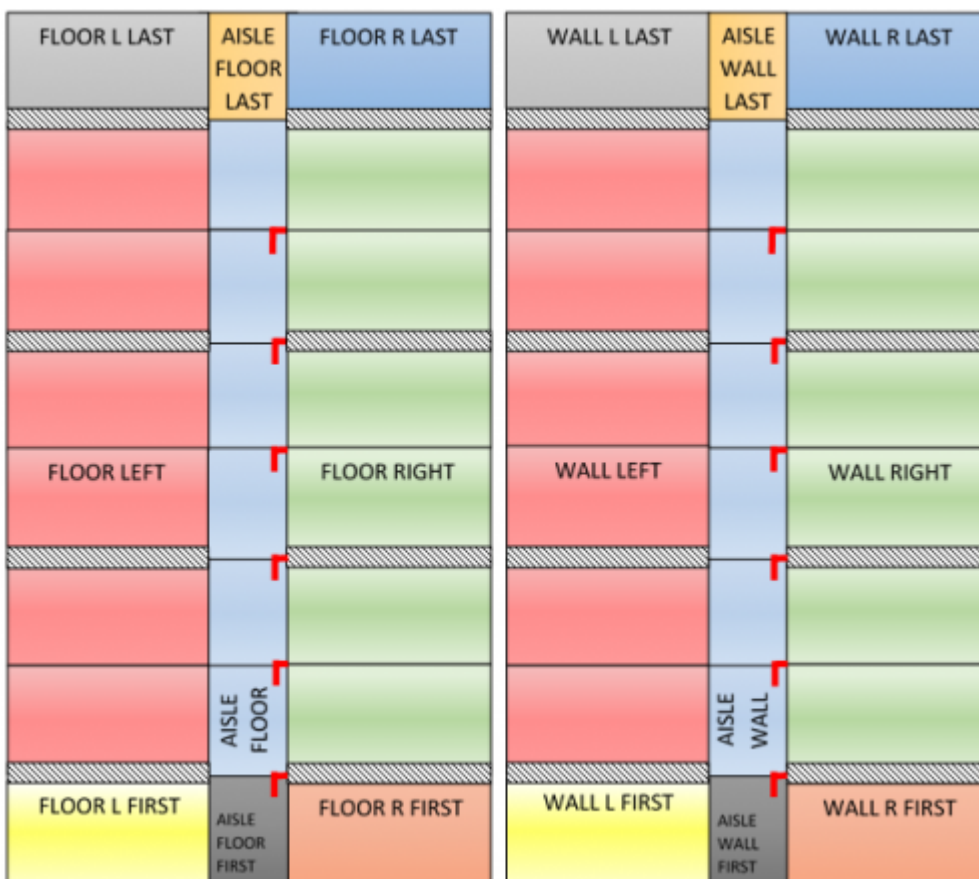 FLOOR L LAST
AISLE
FLOOR
LAST
FLOOR R LAST
WALL L LAST
AISLE
WALL
LAST
WALL R LAST
FLOOR LEFT
FLOOR RIGHT
WALL LEFT
WALL RIGHT
AISLE
FLOOR
AISLE
WALL
FLOOR L FIRST
AISLE
FLOOR
FIRST
FLOOR R FIRST
WALL L FIRST
AISLE
WALL
FIRST
WALL R FIRST